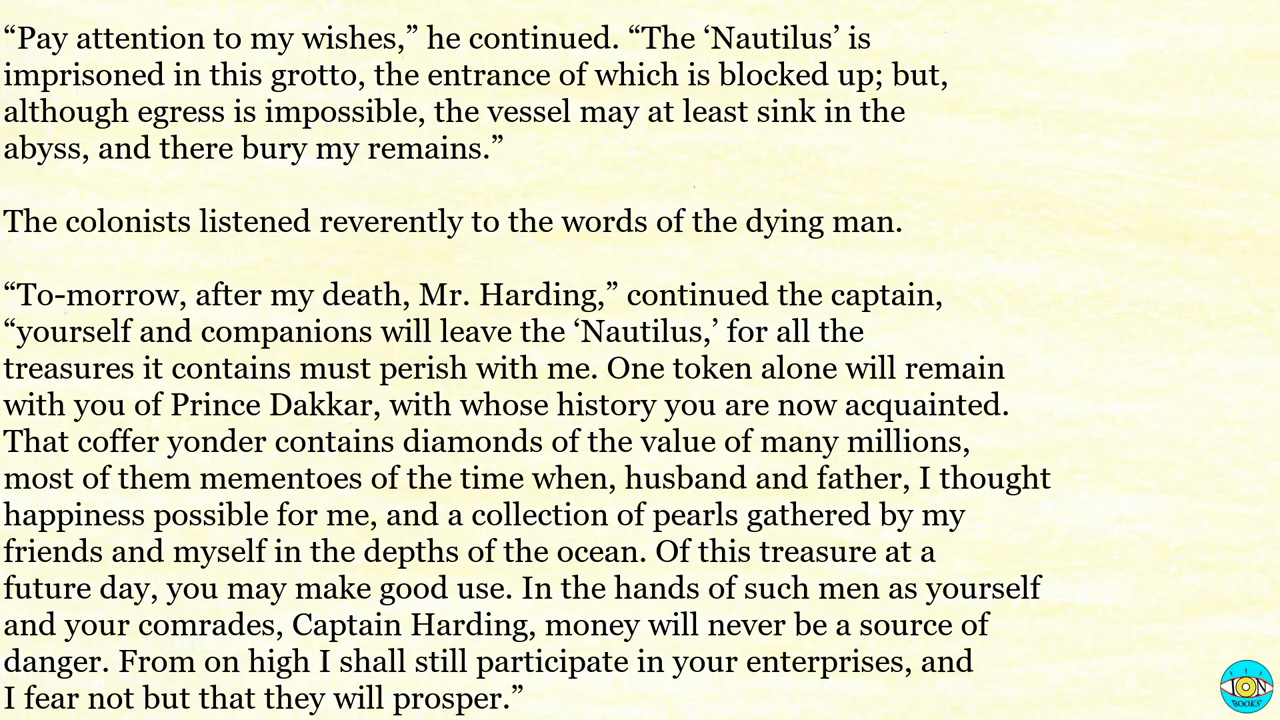 “Pay attention to my wishes,” he continued. “The ‘Nautilus’ is
imprisoned in this grotto, the entrance of which is blocked up; but,
although egress is impossible, the vessel may at least sink in the
abyss, and there bury my remains.”
The colonists listened reverently to the words of the dying man.
“To-morrow, after my death, Mr. Harding,” continued the captain,
“yourself and companions will leave the ‘Nautilus,’ for all the
treasures it contains must perish with me. One token alone will remain
with you of Prince Dakkar, with whose history you are now acquainted.
That coffer yonder contains diamonds of the value of many millions,
most of them mementoes of the time when, husband and father, I thought
happiness possible for me, and a collection of pearls gathered by my
friends and myself in the depths of the ocean. Of this treasure at a
future day, you may make good use. In the hands of such men as yourself
and your comrades, Captain Harding, money will never be a source of
danger. From on high I shall still participate in your enterprises, and
I fear not but that they will prosper.”
ION
BOOKS